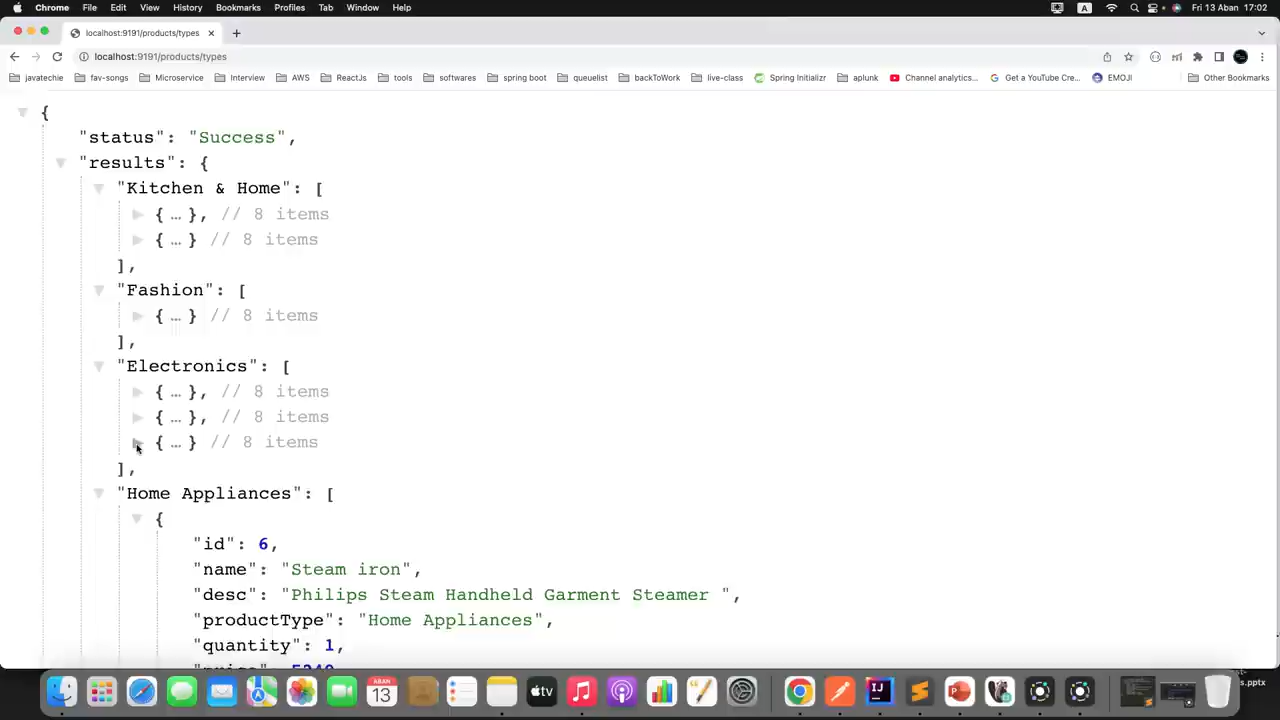 Chrome File Edit View History Bookmarks Profiles Tab Window Help A Fri 13 Aban 17:02
localhost:9191/products/types
localhost:9191/products/types
javatechie fav-songs Microservice Interview AWS ReactJs tools softwares spring boot queuelist backToWork live-class Spring Initializr aplunk Channel analytics... Get a YouTube Cre... EMOJI Other Bookmarks
{
"status": "Success",
"results": {
"Kitchen & Home": [
{ … }, // 8 items
{ … } // 8 items
],
"Fashion": [
{ … } // 8 items
],
"Electronics": [
{ … }, // 8 items
{ … }, // 8 items
{ … } // 8 items
],
"Home Appliances": [
{
"id": 6,
"name": "Steam iron",
"desc": "Philips Steam Handheld Garment Steamer ",
"productType": "Home Appliances",
"quantity": 1,
ABAN
13
tv
s.pptx